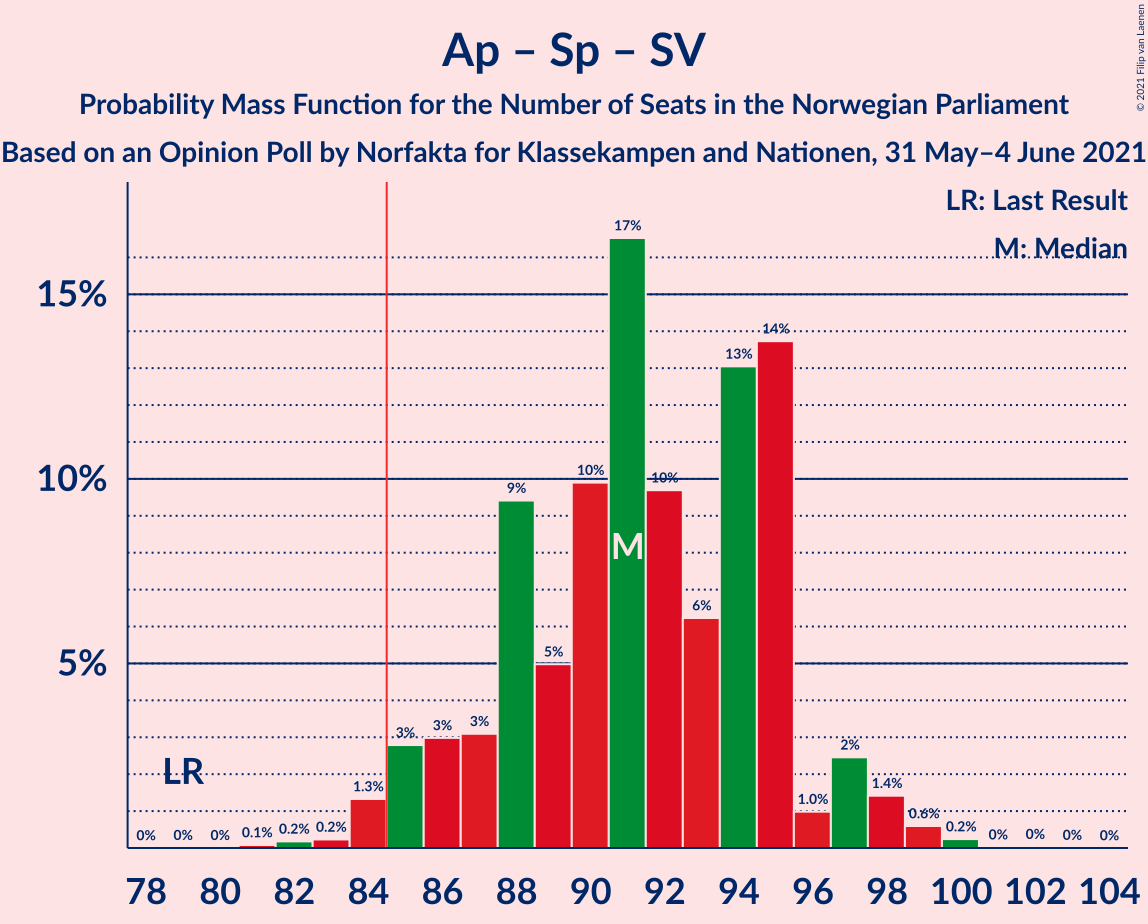 Ap – Sp – SV
Probability Mass Function for the Number of Seats in the Norwegian Parliament
Based on an Opinion Poll by Norfakta for Klassekampen and Nationen, 31 May–4 June 2021
© 2021 Filip van Laenen
LR: Last Result
M: Median
15%
10%
5%
17%
14%
13%
10%
10%
9%
M
6%
5%
3%
3%
3%
2%
LR
1.3%
1.4%
1.0%
0.6%
0% 0% 0% 0.1% 0.2% 0.2% 0.2% 0% 0% 0% 0%
78 80 82 84 86 88 90 92 94 96 98 100 102 104